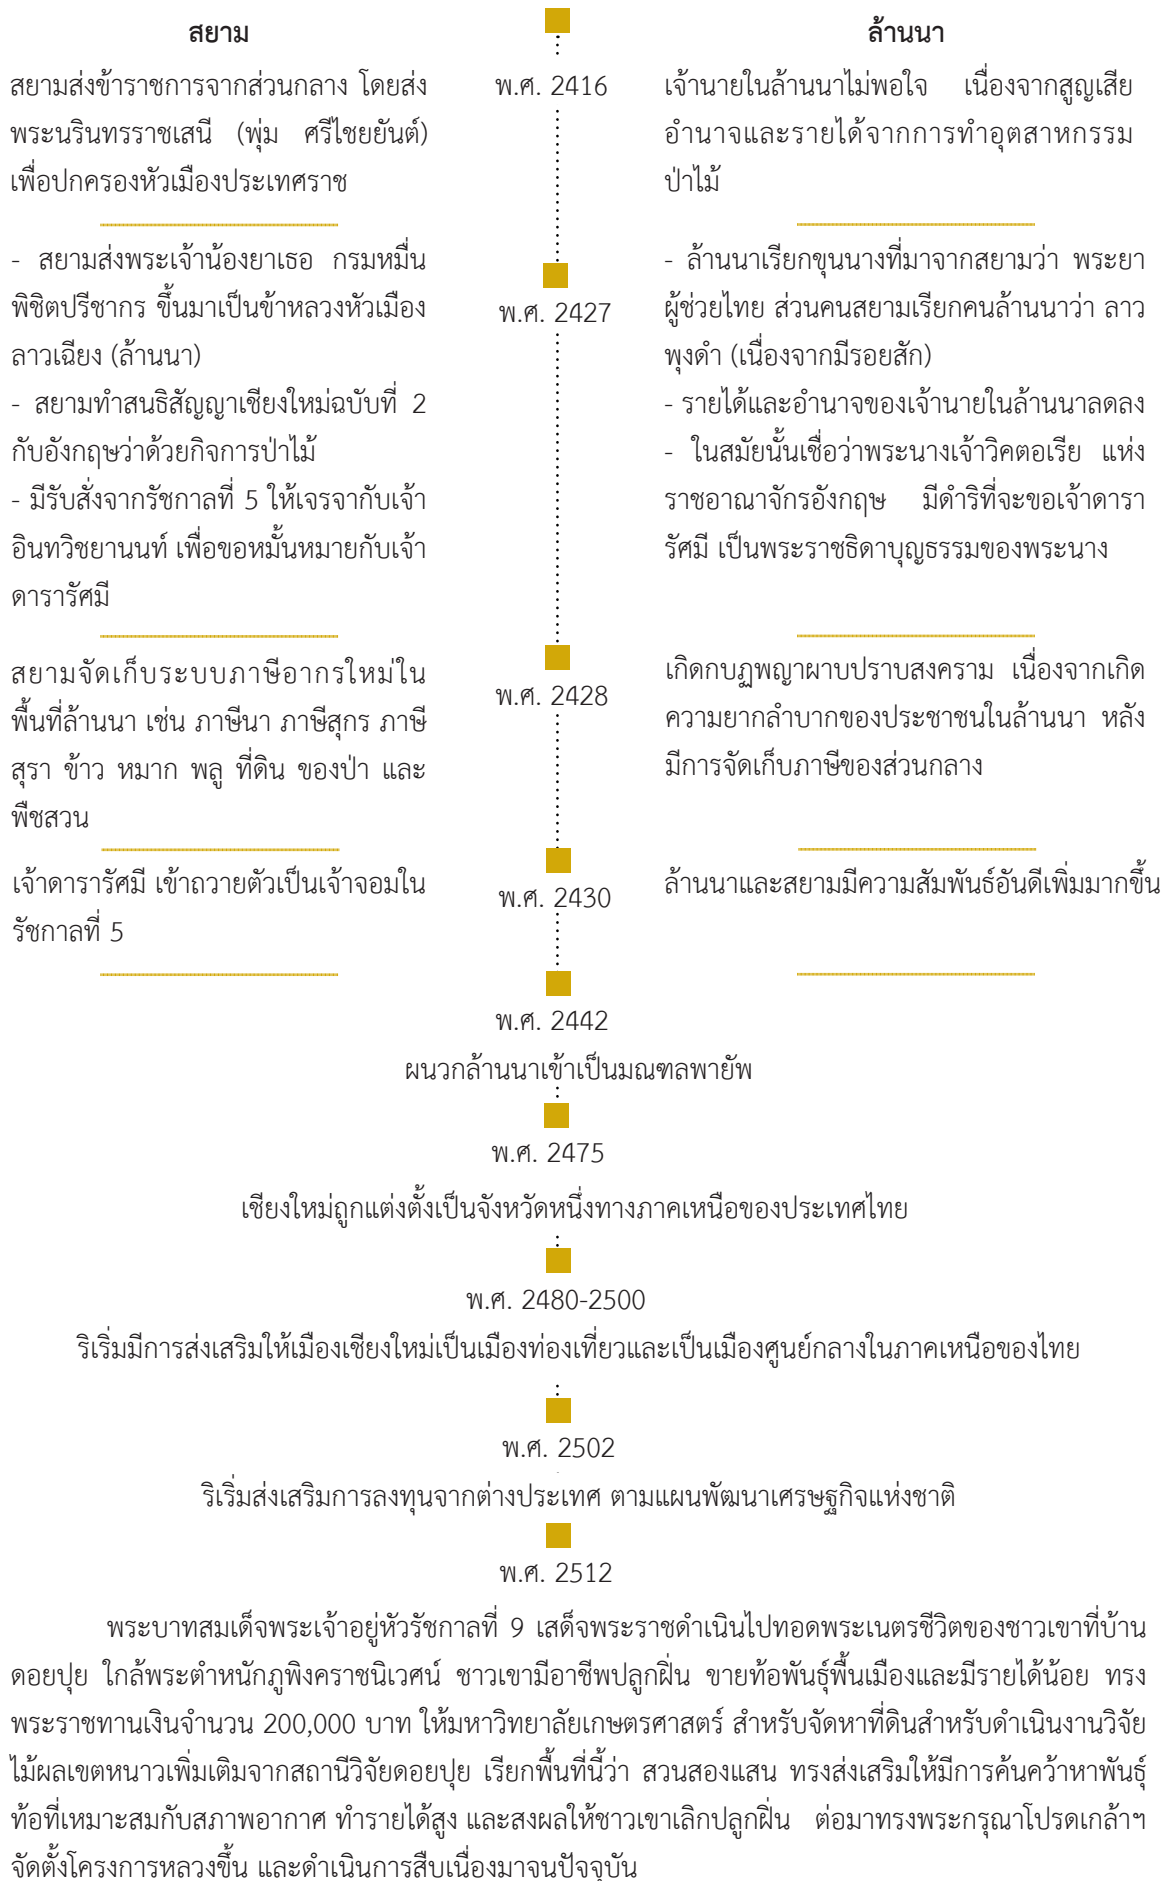 สยาม
ล้านนา
พ.ศ. 2416
สยามส่งข้าราชการจากส่วนกลาง โดยส่ง
พระนรินทรราชเสนี (พุ่ม ศรีไชยยันต์)
เพื่อปกครองหัวเมืองประเทศราช
เจ้านายในล้านนาไม่พอใจ เนื่องจากสูญเสีย
อำนาจและรายได้จากการทำอุตสาหกรรม
ป่าไม้
พ.ศ. 2427
- สยามส่งพระเจ้าน้องยาเธอ กรมหมื่น
พิชิตปรีชากร ขึ้นมาเป็นข้าหลวงหัวเมือง
ลาวเฉียง (ล้านนา)
- สยามทำสนธิสัญญาเชียงใหม่ฉบับที่ 2
กับอังกฤษว่าด้วยกิจการป่าไม้
- มีรับสั่งจากรัชกาลที่ 5 ให้เจรจากับเจ้า
อินทวิชยานนท์ เพื่อขอหมั้นหมายกับเจ้า
ดารารัศมี
- ล้านนาเรียกขุนนางที่มาจากสยามว่า พระยา
ผู้ช่วยไทย ส่วนคนสยามเรียกคนล้านนาว่า ลาว
พุงดำ (เนื่องจากมีรอยสัก)
- รายได้และอำนาจของเจ้านายในล้านนาลดลง
- ในสมัยนั้นเชื่อว่าพระนางเจ้าวิคตอเรีย แห่ง
ราชอาณาจักรอังกฤษ มีดำริที่จะขอเจ้าดารา
รัศมี เป็นพระราชธิดาบุญธรรมของพระนาง
พ.ศ. 2428
สยามจัดเก็บระบบภาษีอากรใหม่ใน
พื้นที่ล้านนา เช่น ภาษีนา ภาษีสุกร ภาษี
สุรา ข้าว หมาก พลู ที่ดิน ของป่า และ
พืชสวน
เกิดกบฏพญาผาบปราบสงคราม เนื่องจากเกิด
ความยากลำบากของประชาชนในล้านนา หลัง
มีการจัดเก็บภาษีของส่วนกลาง
พ.ศ. 2430
เจ้าดารารัศมี เข้าถวายตัวเป็นเจ้าจอมใน
รัชกาลที่ 5
ล้านนาและสยามมีความสัมพันธ์อันดีเพิ่มมากขึ้น
พ.ศ. 2442
ผนวกล้านนาเข้าเป็นมณฑลพายัพ
พ.ศ. 2475
เชียงใหม่ถูกแต่งตั้งเป็นจังหวัดหนึ่งทางภาคเหนือของประเทศไทย
พ.ศ. 2480-2500
ริเริ่มมีการส่งเสริมให้เมืองเชียงใหม่เป็นเมืองท่องเที่ยวและเป็นเมืองศูนย์กลางในภาคเหนือของไทย
พ.ศ. 2502
ริเริ่มส่งเสริมการลงทุนจากต่างประเทศ ตามแผนพัฒนาเศรษฐกิจแห่งชาติ
พ.ศ. 2512
พระบาทสมเด็จพระเจ้าอยู่หัวรัชกาลที่ 9 เสด็จพระราชดำเนินไปทอดพระเนตรชีวิตของชาวเขาที่บ้าน
ดอยปุย ใกล้พระตำหนักภูพิงคราชนิเวศน์ ชาวเขามีอาชีพปลูกฝิ่น ขายท้อพันธุ์พื้นเมืองและมีรายได้น้อย ทรง
พระราชทานเงินจำนวน 200,000 บาท ให้มหาวิทยาลัยเกษตรศาสตร์ สำหรับจัดหาที่ดินสำหรับดำเนินงานวิจัย
ไม้ผลเขตหนาวเพิ่มเติมจากสถานีวิจัยดอยปุย เรียกพื้นที่นี้ว่า สวนสองแสน ทรงส่งเสริมให้มีการค้นคว้าหาพันธุ์
ท้อที่เหมาะสมกับสภาพอากาศ ทำรายได้สูง และสงผลให้ชาวเขาเลิกปลูกฝิ่น ต่อมาทรงพระกรุณาโปรดเกล้าฯ
จัดตั้งโครงการหลวงขึ้น และดำเนินการสืบเนื่องมาจนปัจจุบัน